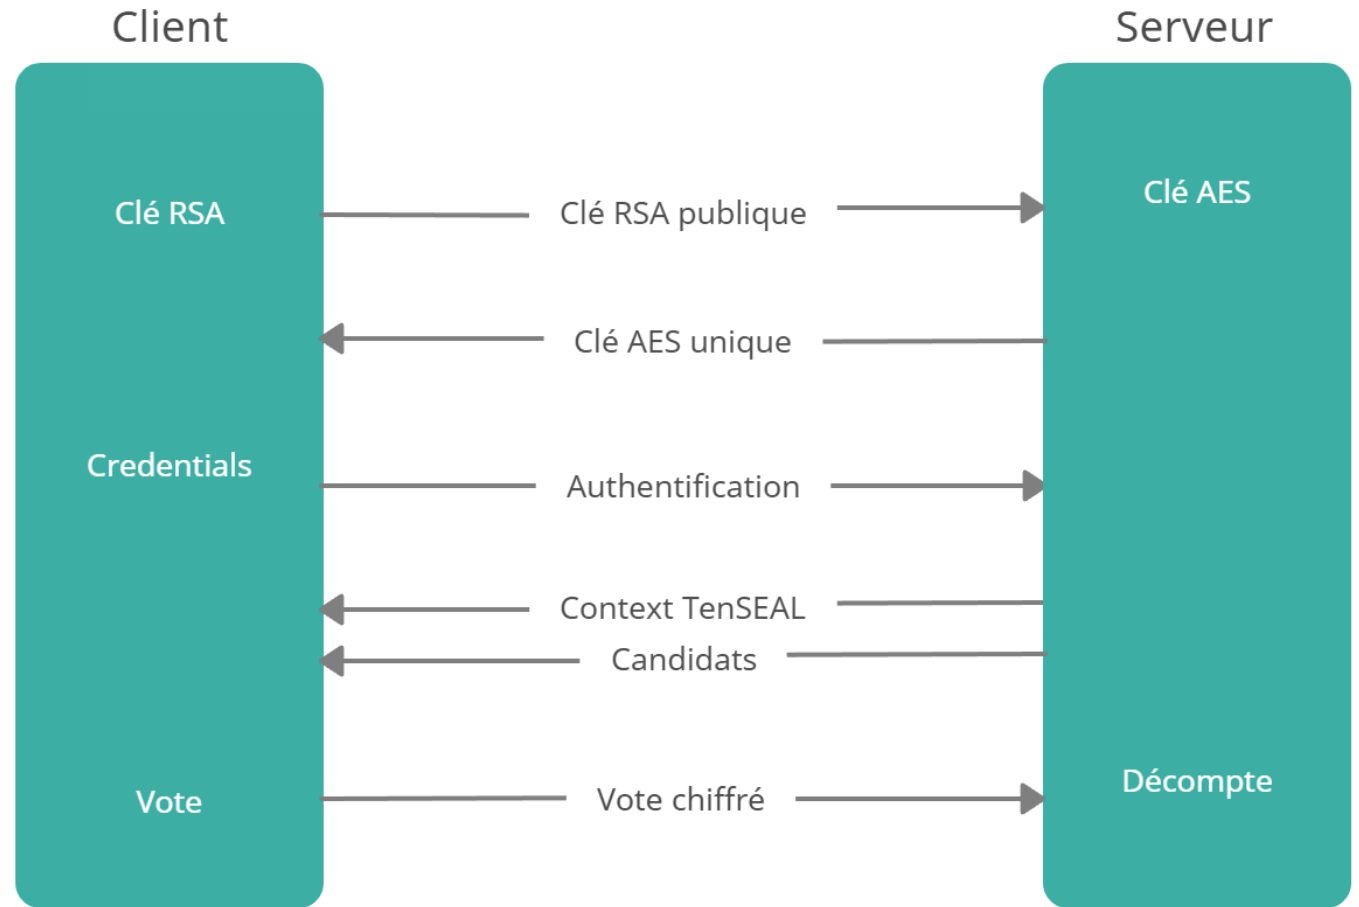 Client
Serveur
Clé RSA
Clé RSA publique
Clé AES
Clé AES unique
Credentials
Authentification
Context TenSEAL
Candidats
Vote
Vote chiffré
Décompte